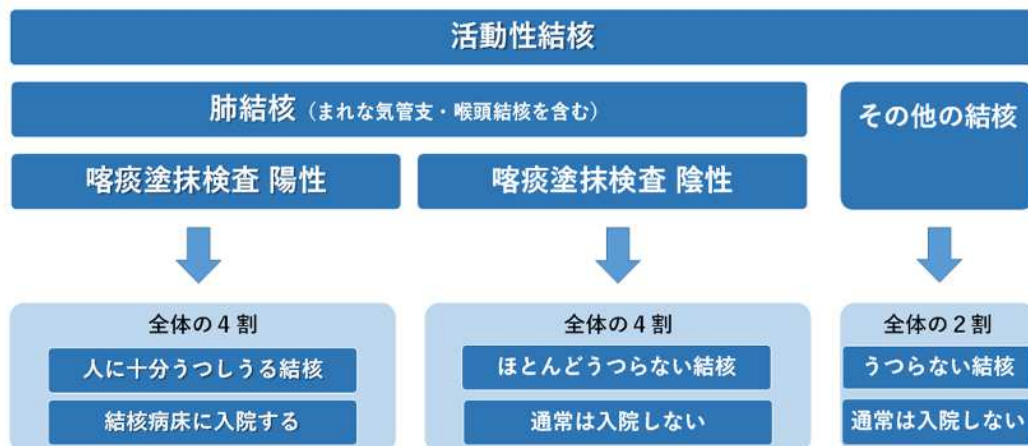 活動性結核
肺結核（まれな気管支・喉頭結核を含む）
その他の結核
喀痰塗抹検査 陽性
喀痰塗抹検査 陰性
全体の４割
人に十分うつしうる結核
結核病床に入院する
全体の４割
ほとんどうつらない結核
通常は入院しない
全体の２割
うつらない結核
通常は入院しない